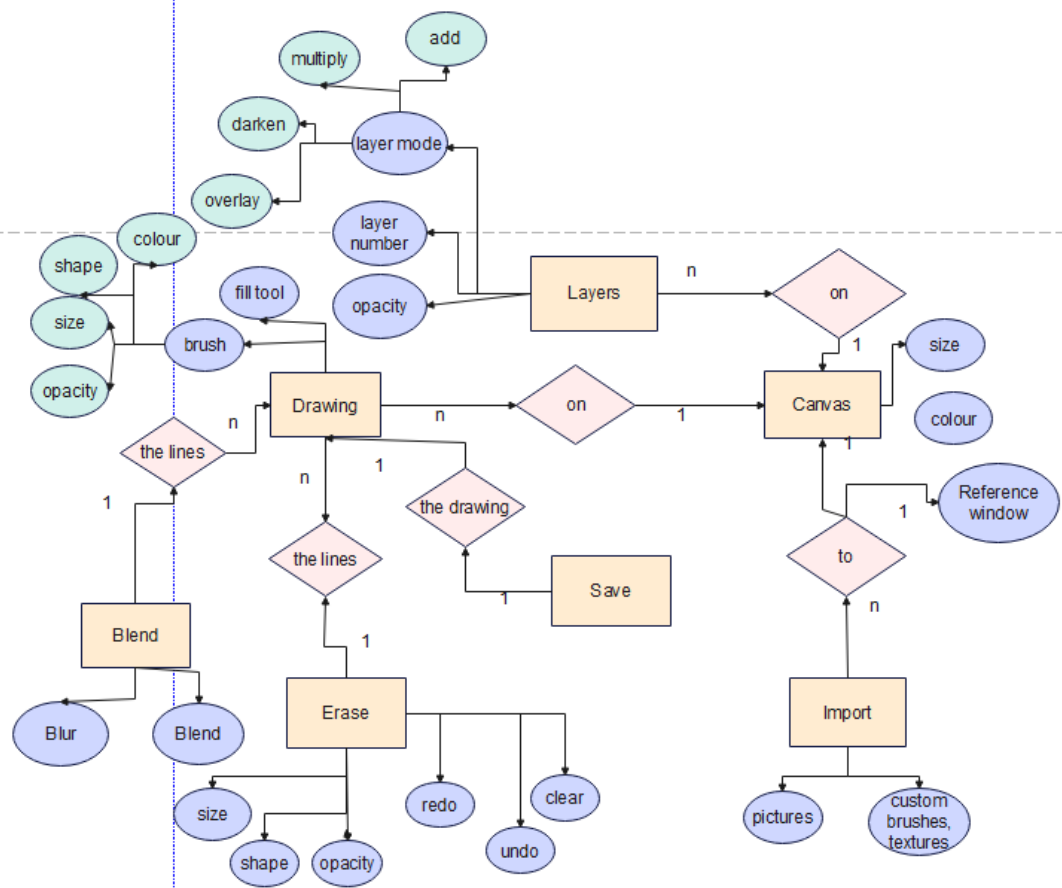 add
multiply
darken
layer mode
overlay
layer
number
colour
shape
fill tool
Layers
n
on
opacity
size
brush
1
size
opacity
Drawing
n
on
1
Canvas
colour
n
the lines
1
1
n
the drawing
Reference
window
1
1
the lines
to
Save
1
n
Blend
1
Erase
Import
Blur
Blend
size
redo
clear
pictures
custom
brushes,
textures
shape
opacity
undo